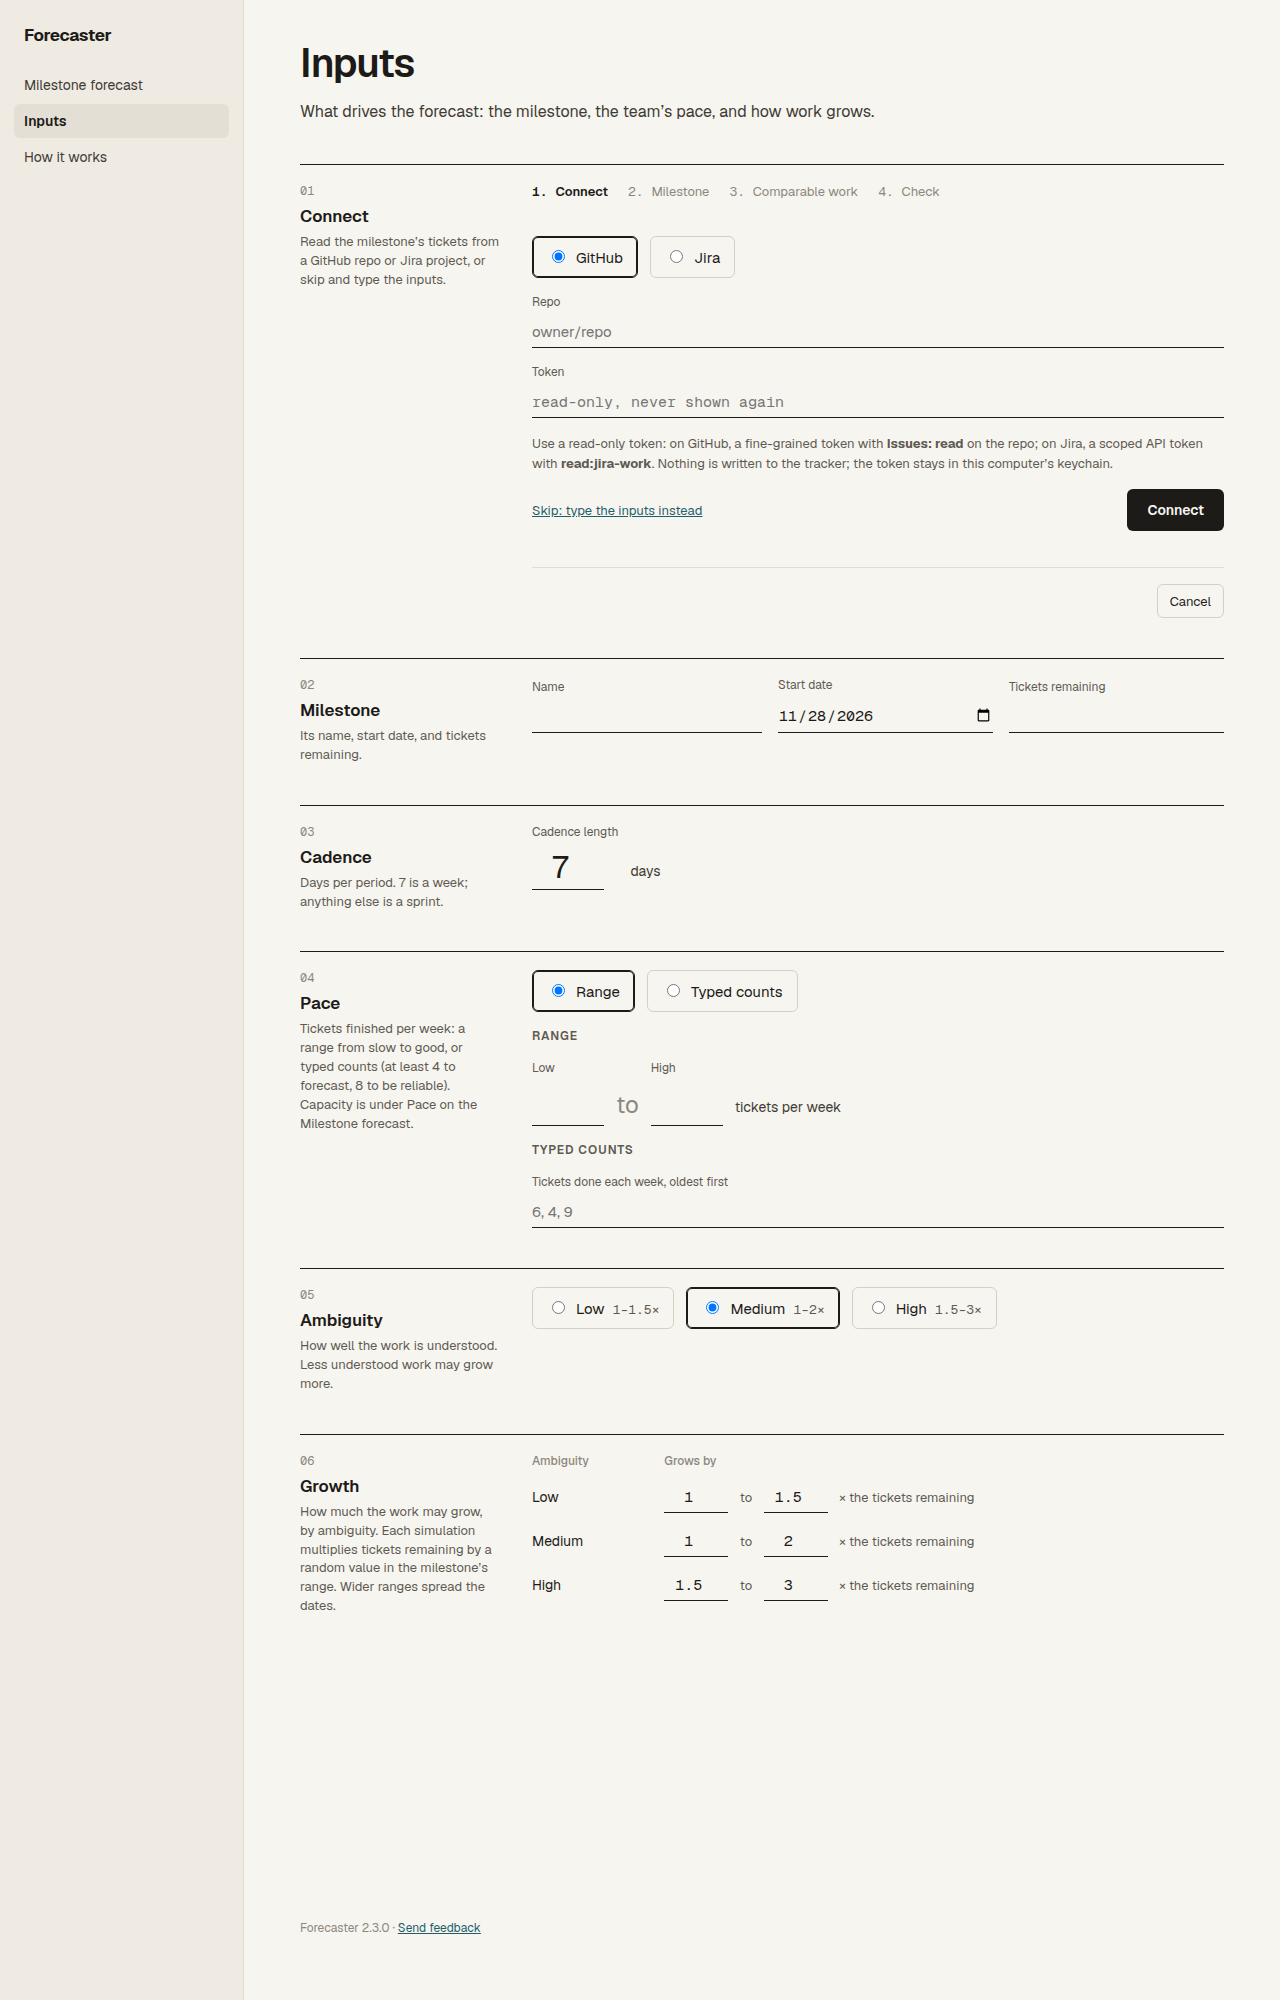 Forecaster
Milestone forecast
Inputs
How it works
Inputs
What drives the forecast: the milestone, the team's pace, and how work grows.
01
Connect
Read the milestone's tickets from
a GitHub repo or Jira project, or
skip and type the inputs.
1. Connect 2. Milestone 3. Comparable work 4. Check
GitHub Jira
Repo
owner/repo
Token
read-only, never shown again
Use a read-only token: on GitHub, a fine-grained token with Issues: read on the repo; on Jira, a scoped API token
with read:jira-work. Nothing is written to the tracker; the token stays in this computer's keychain.
Skip: type the inputs instead Connect
Cancel
02
Milestone
Its name, start date, and tickets
remaining.
Name Start date Tickets remaining
11/28/2026
03
Cadence
Days per period. 7 is a week;
anything else is a sprint.
Cadence length
7 days
04
Pace
Tickets finished per week: a
range from slow to good, or
typed counts (at least 4 to
forecast, 8 to be reliable).
Capacity is under Pace on the
Milestone forecast.
Range Typed counts
RANGE
Low High
to tickets per week
TYPED COUNTS
Tickets done each week, oldest first
6, 4, 9
05
Ambiguity
How well the work is understood.
Less understood work may grow
more.
Low 1–1.5× Medium 1–2× High 1.5–3×
06
Growth
How much the work may grow,
by ambiguity. Each simulation
multiplies tickets remaining by a
random value in the milestone's
range. Wider ranges spread the
dates.
Ambiguity Grows by
Low 1 to 1.5 × the tickets remaining
Medium 1 to 2 × the tickets remaining
High 1.5 to 3 × the tickets remaining
Forecaster 2.3.0 · Send feedback